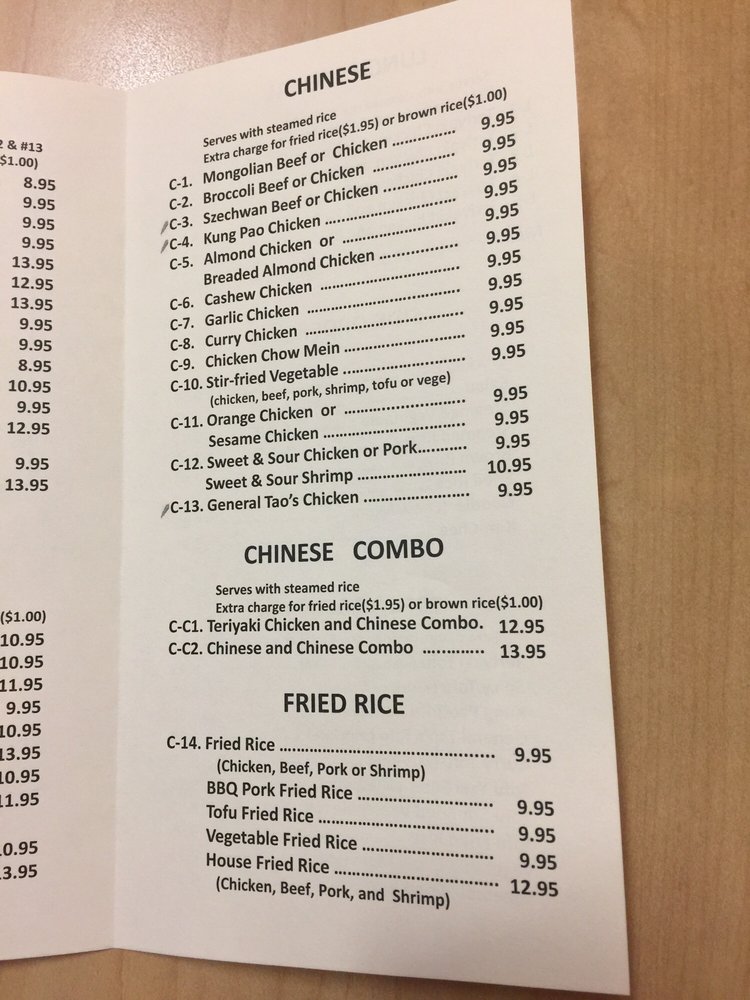 2 & #13
$1.00)
8.95
9.95
9.95
9.95
13.95
12.95
13.95
9.95
9.95
8.95
10.95
9.95
12.95
9.95
13.95
($1.00)
10.95
10.95
11.95
9.95
10.95
13.95
10.95
11.95
10.95
13.95
CHINESE
Serves with steamed rice
Extra charge for fried rice($1.95) or brown rice($1.00)
C-1. Mongolian Beef or Chicken ............... 9.95
C-2. Broccoli Beef or Chicken ................... 9.95
C-3. Szechwan Beef or Chicken ................. 9.95
C-4. Kung Pao Chicken ............................... 9.95
C-5. Almond Chicken or ........................... 9.95
Breaded Almond Chicken ................... 9.95
C-6. Cashew Chicken ................................. 9.95
C-7. Garlic Chicken .................................... 9.95
C-8. Curry Chicken ..................................... 9.95
C-9. Chicken Chow Mein ............................ 9.95
C-10. Stir-fried Vegetable ............................ 9.95
(chicken, beef, pork, shrimp, tofu or vege)
C-11. Orange Chicken or ............................. 9.95
Sesame Chicken .................................. 9.95
C-12. Sweet & Sour Chicken or Pork............ 9.95
Sweet & Sour Shrimp .......................... 10.95
C-13. General Tao's Chicken ......................... 9.95
CHINESE COMBO
Serves with steamed rice
Extra charge for fried rice($1.95) or brown rice($1.00)
C-C1. Teriyaki Chicken and Chinese Combo. 12.95
C-C2. Chinese and Chinese Combo ............... 13.95
FRIED RICE
C-14. Fried Rice ................................................... 9.95
(Chicken, Beef, Pork or Shrimp)
BBQ Pork Fried Rice ................................ 9.95
Tofu Fried Rice .......................................... 9.95
Vegetable Fried Rice ............................... 9.95
House Fried Rice ....................................... 12.95
(Chicken, Beef, Pork, and Shrimp)